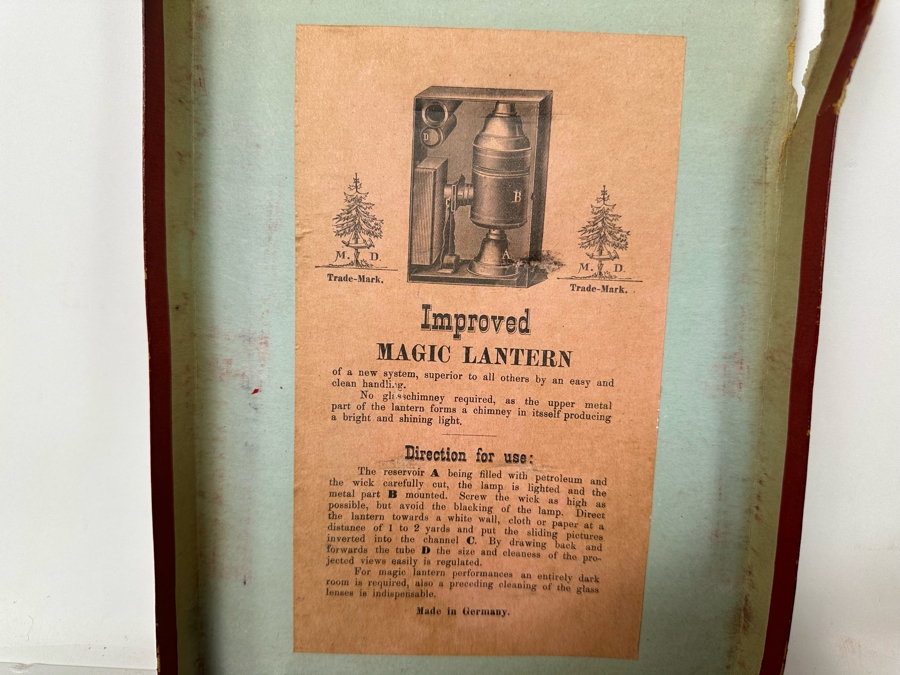 D
B
A
M. D.
Trade-Mark.
M. D.
Trade-Mark.
Improved
MAGIC LANTERN
of a new system, superior to all others by an easy and
clean handling.
No glasschimney required, as the upper metal
part of the lantern forms a chimney in itsself producing
a bright and shining light.
Direction for use:
The reservoir A being filled with petroleum and
the wick carefully cut, the lamp is lighted and the
metal part B mounted. Screw the wick as high as
possible, but avoid the blacking of the lamp. Direct
the lantern towards a white wall, cloth or paper at a
distance of 1 to 2 yards and put the sliding pictures
inverted into the channel C. By drawing back and
forwards the tube D the size and cleaness of the pro-
jected views easily is regulated.
For magic lantern performances an entirely dark
room is required, also a preceding cleaning of the glass
lenses is indispensable.
Made in Germany.